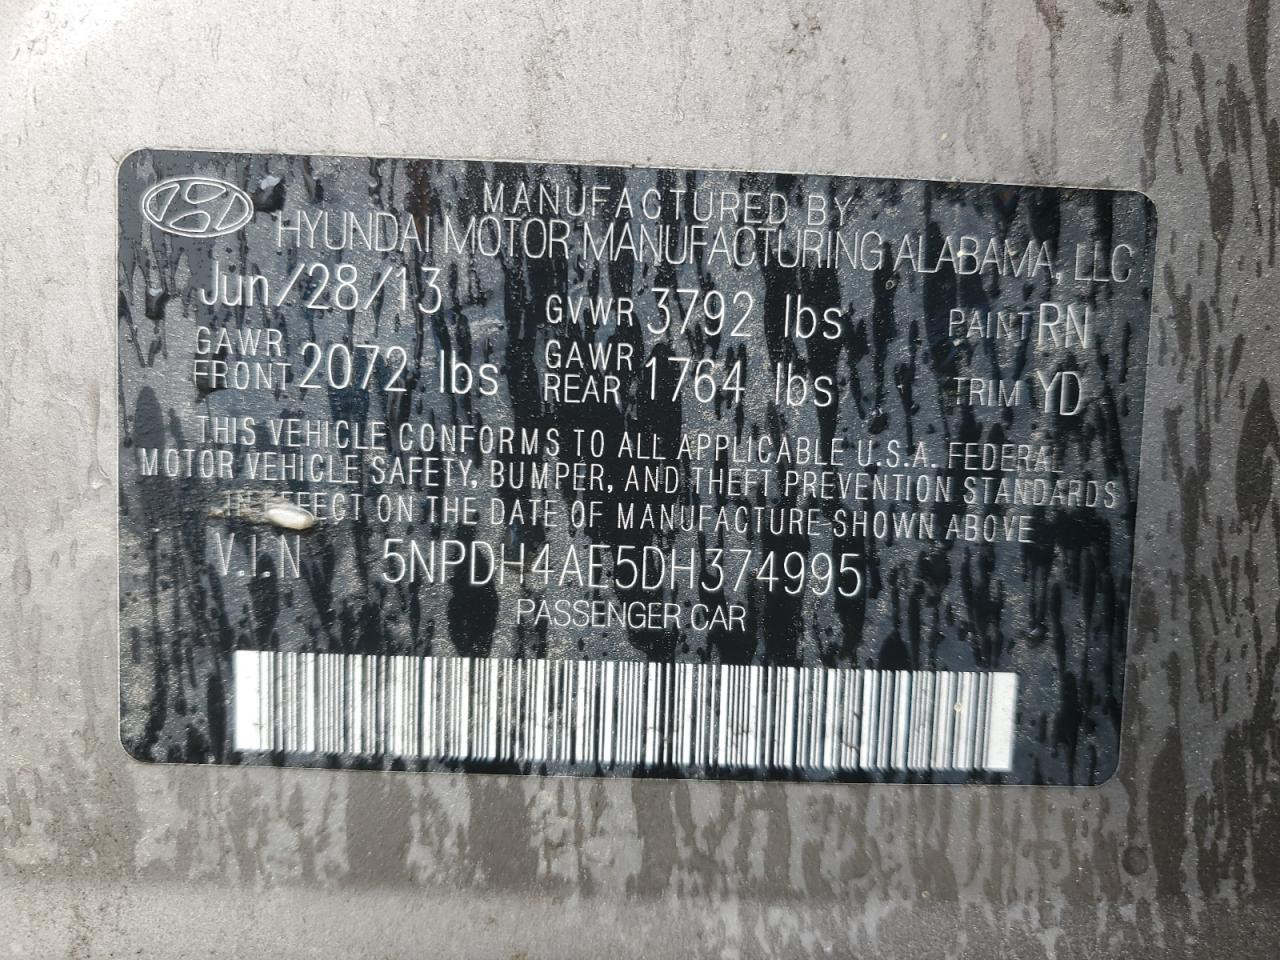 MANUFACTURED BY
HYUNDAI MOTOR MANUFACTURING ALABAMA, LLC
Jun/28/13 GVWR 3792 lbs PAINT RN
GAWR FRONT 2072 lbs GAWR REAR 1764 lbs TRIM YD
THIS VEHICLE CONFORMS TO ALL APPLICABLE U.S.A. FEDERAL
MOTOR VEHICLE SAFETY, BUMPER, AND THEFT PREVENTION STANDARDS
IN EFFECT ON THE DATE OF MANUFACTURE SHOWN ABOVE
V.I.N 5NPDH4AE5DH374995
PASSENGER CAR